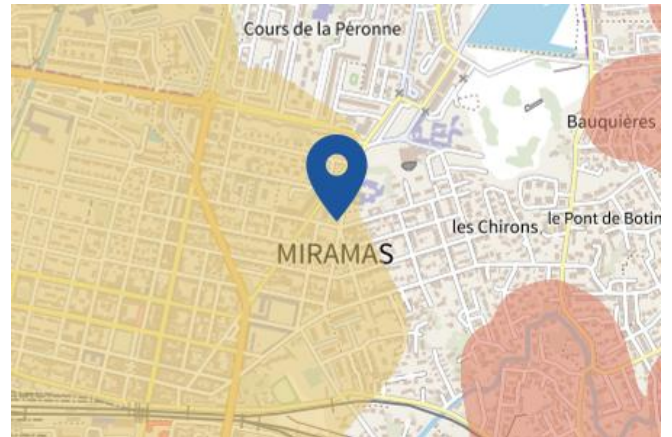 Cours de la Péronne
Bauquières
les Chirons
le Pont de Botin
MIRAMAS